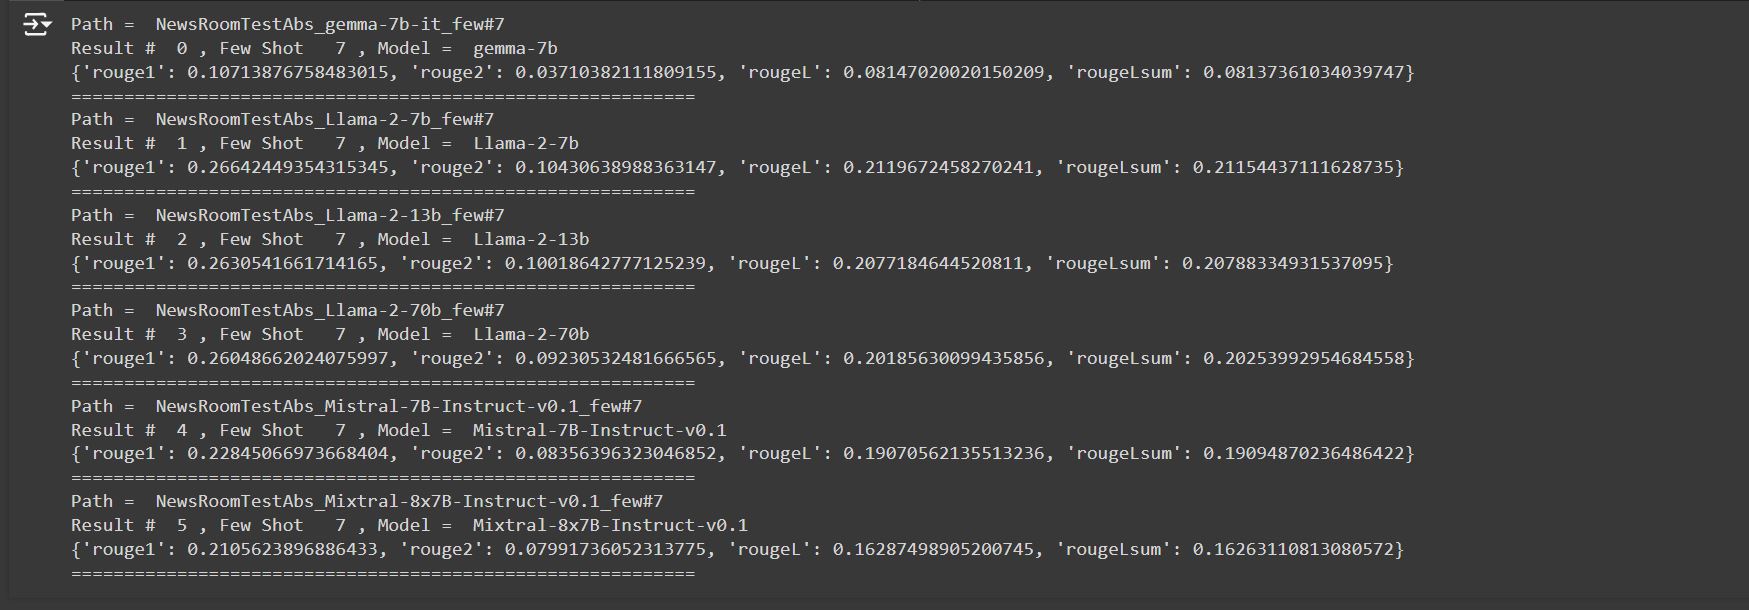 Path =  NewsRoomTestAbs_gemma-7b-it_few#7
Result #  0 , Few Shot   7 , Model =  gemma-7b
{'rouge1': 0.10713876758483015, 'rouge2': 0.03710382111809155, 'rougeL': 0.08147020020150209, 'rougeLsum': 0.08137361034039747}
===========================================================
Path =  NewsRoomTestAbs_Llama-2-7b_few#7
Result #  1 , Few Shot   7 , Model =  Llama-2-7b
{'rouge1': 0.26642449354315345, 'rouge2': 0.10430638988363147, 'rougeL': 0.2119672458270241, 'rougeLsum': 0.21154437111628735}
===========================================================
Path =  NewsRoomTestAbs_Llama-2-13b_few#7
Result #  2 , Few Shot   7 , Model =  Llama-2-13b
{'rouge1': 0.2630541661714165, 'rouge2': 0.10018642777125239, 'rougeL': 0.2077184644520811, 'rougeLsum': 0.20788334931537095}
===========================================================
Path =  NewsRoomTestAbs_Llama-2-70b_few#7
Result #  3 , Few Shot   7 , Model =  Llama-2-70b
{'rouge1': 0.26048662024075997, 'rouge2': 0.09230532481666565, 'rougeL': 0.20185630099435856, 'rougeLsum': 0.20253992954684558}
===========================================================
Path =  NewsRoomTestAbs_Mistral-7B-Instruct-v0.1_few#7
Result #  4 , Few Shot   7 , Model =  Mistral-7B-Instruct-v0.1
{'rouge1': 0.22845066973668404, 'rouge2': 0.08356396323046852, 'rougeL': 0.19070562135513236, 'rougeLsum': 0.19094870236486422}
===========================================================
Path =  NewsRoomTestAbs_Mixtral-8x7B-Instruct-v0.1_few#7
Result #  5 , Few Shot   7 , Model =  Mixtral-8x7B-Instruct-v0.1
{'rouge1': 0.2105623896886433, 'rouge2': 0.07991736052313775, 'rougeL': 0.16287498905200745, 'rougeLsum': 0.16263110813080572}
===========================================================